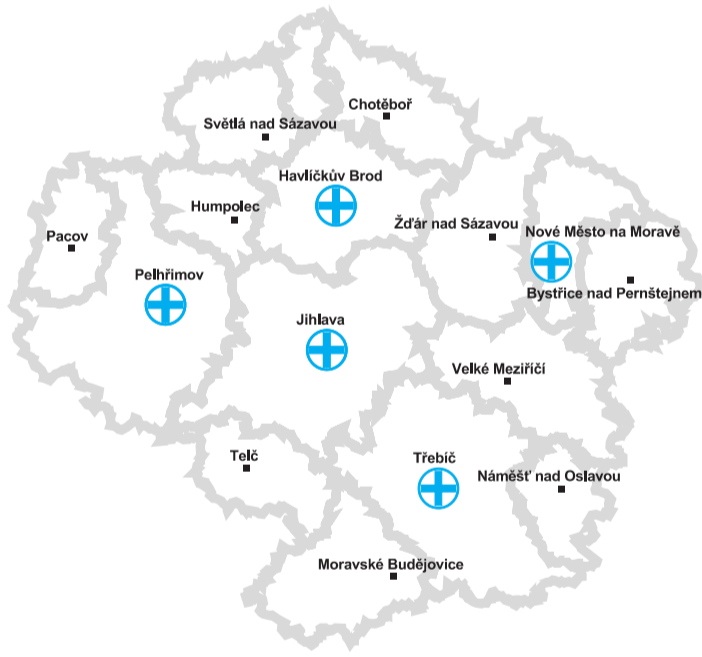 Chotěboř
Světlá nad Sázavou
Havlíčkův Brod
Humpolec
Žďár nad Sázavou
Nové Město na Moravě
Pacov
Pelhřimov
Bystřice nad Pernštejnem
Jihlava
Velké Meziříčí
Telč
Třebíč
Náměšť nad Oslavou
Moravské Budějovice